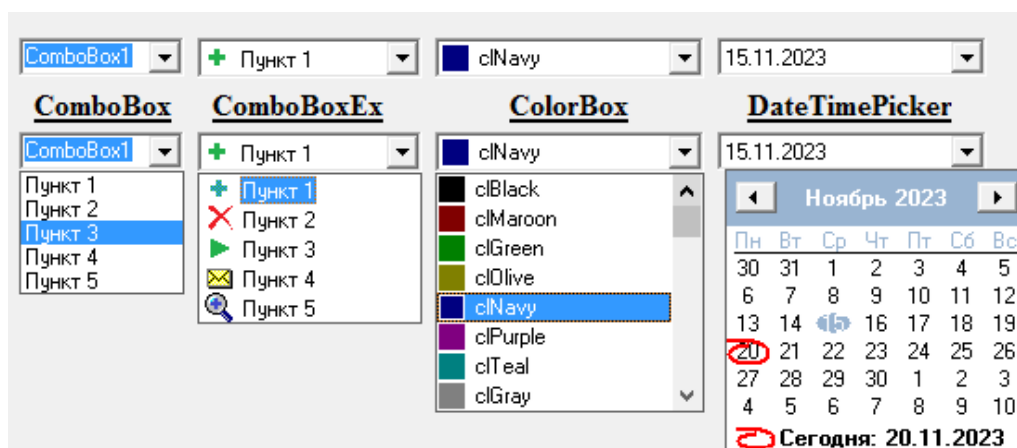 ComboBox1 Пункт 1 clNavy 15.11.2023
ComboBox ComboBoxEx ColorBox DateTimePicker
ComboBox1 Пункт 1 clNavy 15.11.2023
Пункт 1
Пункт 2
Пункт 3
Пункт 4
Пункт 5
Пункт 1
Пункт 2
Пункт 3
Пункт 4
Пункт 5
clBlack
clMaroon
clGreen
clOlive
clNavy
clPurple
clTeal
clGray
Ноябрь 2023
Пн Вт Ср Чт Пт Сб Вс
30 31 1 2 3 4 5
6 7 8 9 10 11 12
13 14 15 16 17 18 19
20 21 22 23 24 25 26
27 28 29 30 1 2 3
4 5 6 7 8 9 10
Сегодня: 20.11.2023